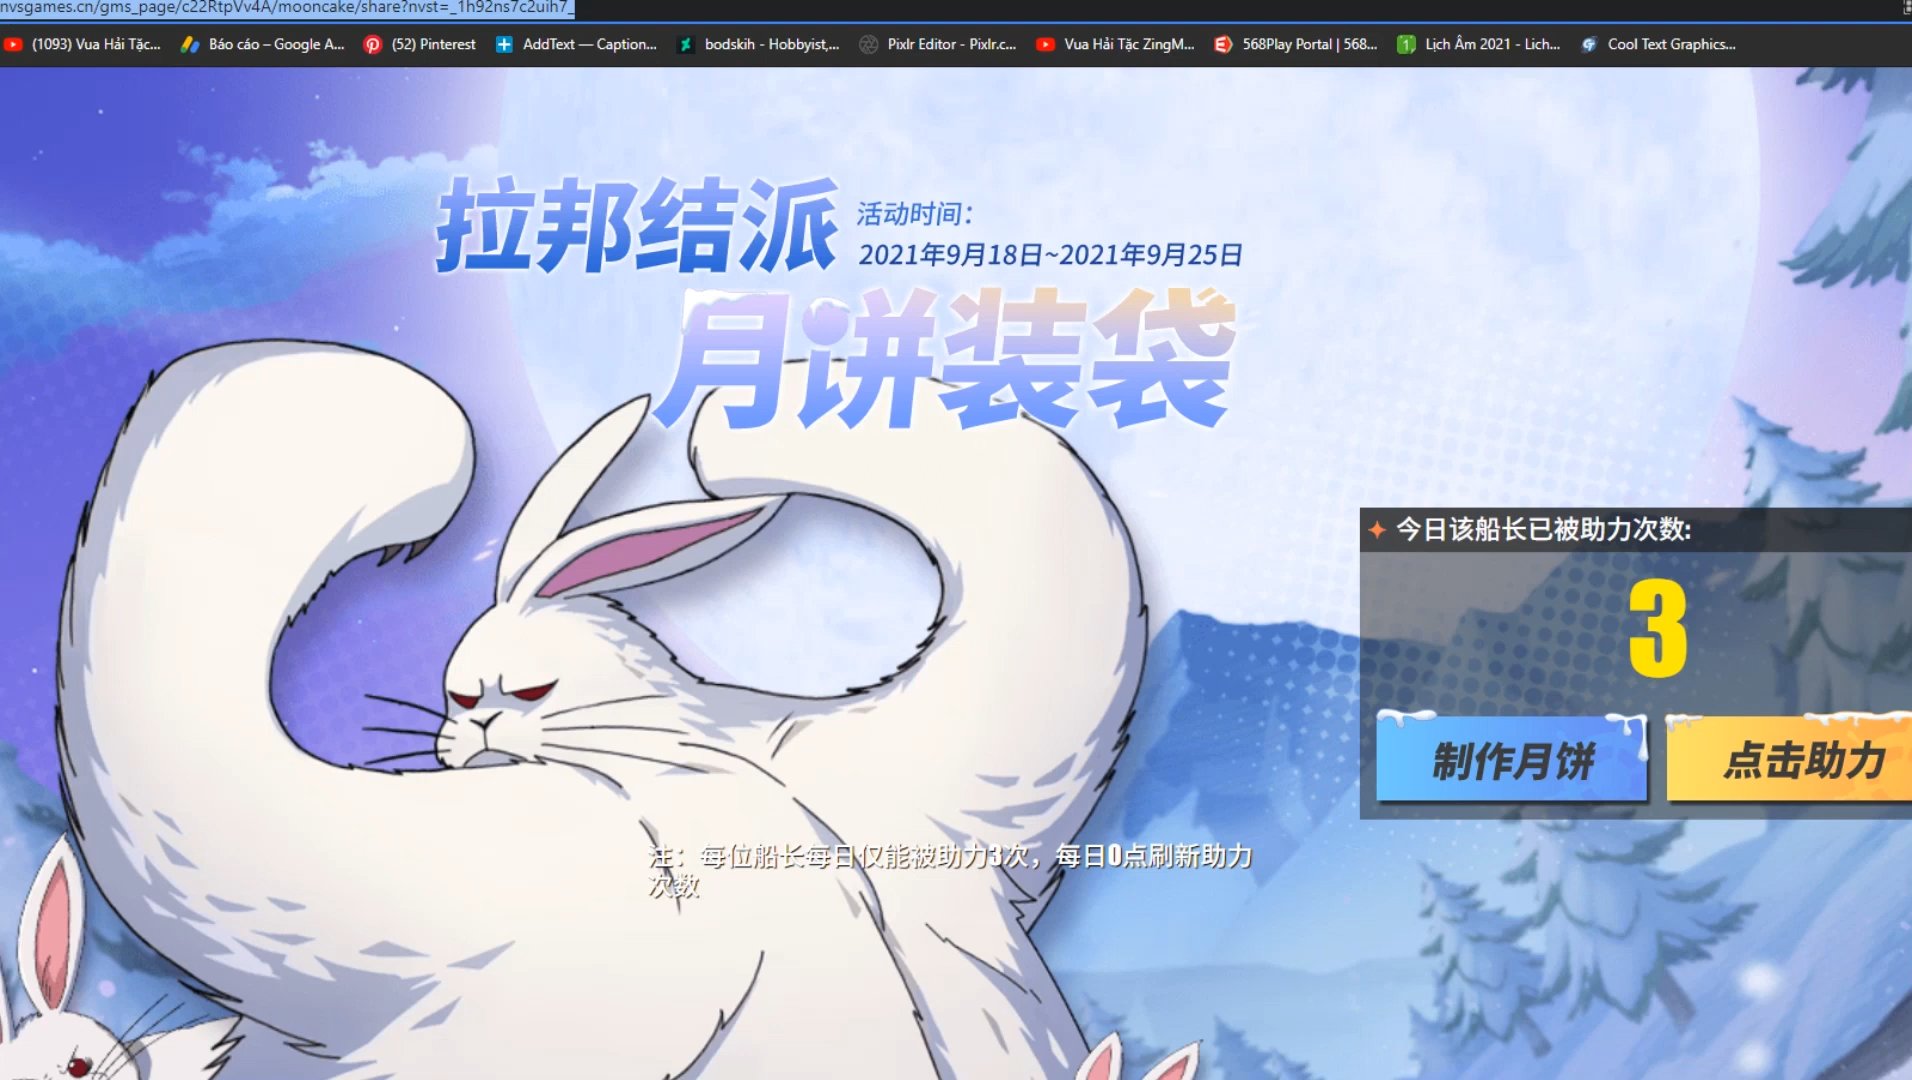 nvsgames.cn/gms_page/c22RtpVv4A/mooncake/share?nvst=_1h92ns7c2uih7_
(1093) Vua Hải Tặc...
Báo cáo – Google A...
(52) Pinterest
AddText — Caption...
bodskih - Hobbyist,...
Pixlr Editor - Pixlr.c...
Vua Hải Tặc ZingM...
568Play Portal | 568...
Lịch Âm 2021 - Lich...
Cool Text Graphics...
拉邦结派
活动时间：
2021年9月18日~2021年9月25日
月饼装袋
今日该船长已被助力次数:
3
制作月饼
点击助力
注：每位船长每日仅能被助力3次，每日0点刷新助力
次数